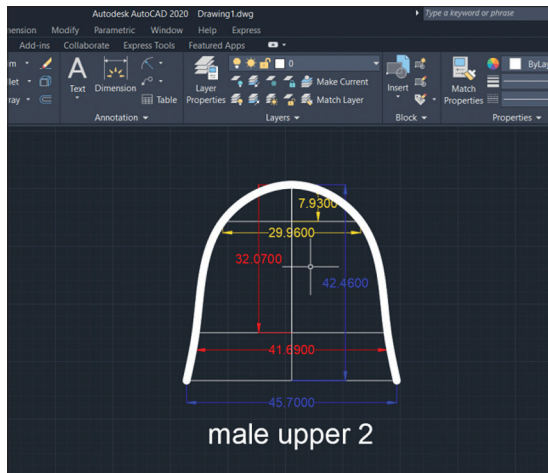 Autodesk AutoCAD 2020 Drawing1.dwg
Type a keyword or phrase
Modify Parametric Window Help Express
Add-ins Collaborate Express Tools Featured Apps
0
A
Text Dimension
Table
Layer Properties
Make Current
Match Layer
Insert
Match Properties
ByLa
Annotation Layers Block Properties
7.9300
29.9600
32.0700
42.4600
41.6900
45.7000
male upper 2